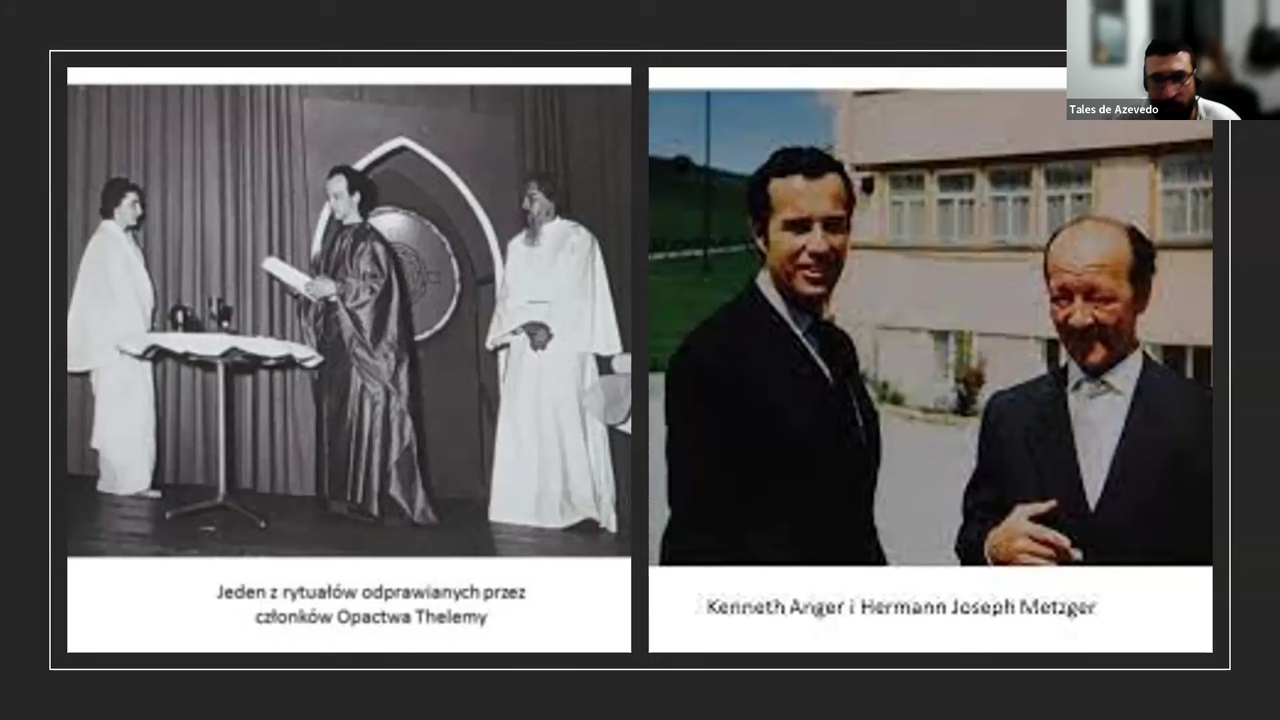 Tales de Azevedo
Jeden z rytuałów odprawianych przez
członków Opactwa Thelemy
Kenneth Anger i Hermann Joseph Metzger